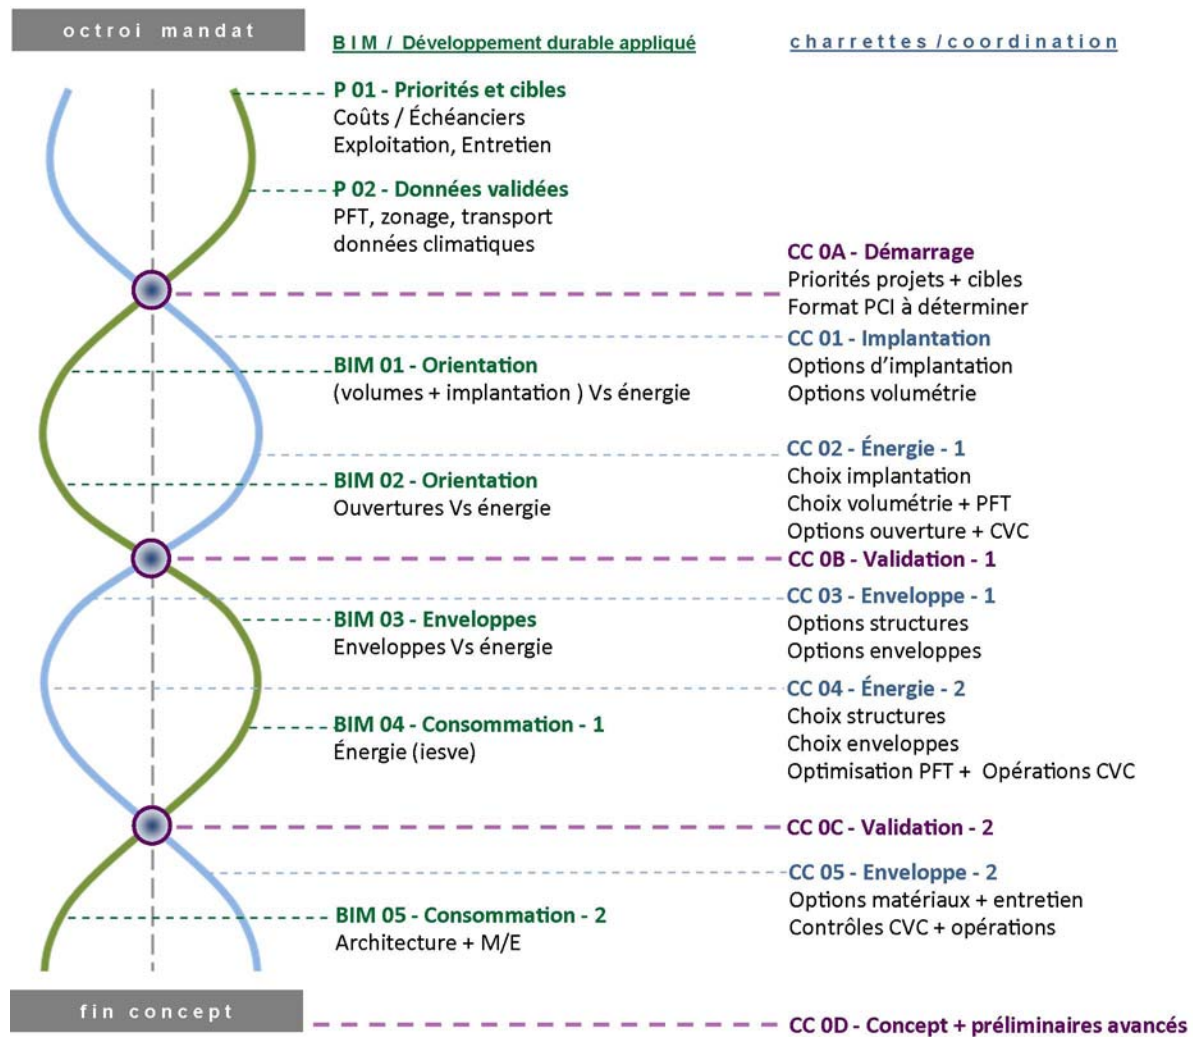 octroi mandat
BIM / Développement durable appliqué
charrettes / coordination
P 01 - Priorités et cibles
Coûts / Échéanciers
Exploitation, Entretien
P 02 - Données validées
PFT, zonage, transport
données climatiques
CC 0A - Démarrage
Priorités projets + cibles
Format PCI à déterminer
CC 01 - Implantation
Options d'implantation
Options volumétrie
BIM 01 - Orientation
(volumes + implantation ) Vs énergie
CC 02 - Énergie - 1
Choix implantation
Choix volumétrie + PFT
Options ouverture + CVC
BIM 02 - Orientation
Ouvertures Vs énergie
CC 0B - Validation - 1
CC 03 - Enveloppe - 1
Options structures
Options enveloppes
BIM 03 - Enveloppes
Enveloppes Vs énergie
CC 04 - Énergie - 2
Choix structures
Choix enveloppes
Optimisation PFT + Opérations CVC
BIM 04 - Consommation - 1
Énergie (iesve)
CC 0C - Validation - 2
CC 05 - Enveloppe - 2
Options matériaux + entretien
Contrôles CVC + opérations
BIM 05 - Consommation - 2
Architecture + M/E
fin concept
CC 0D - Concept + préliminaires avancés